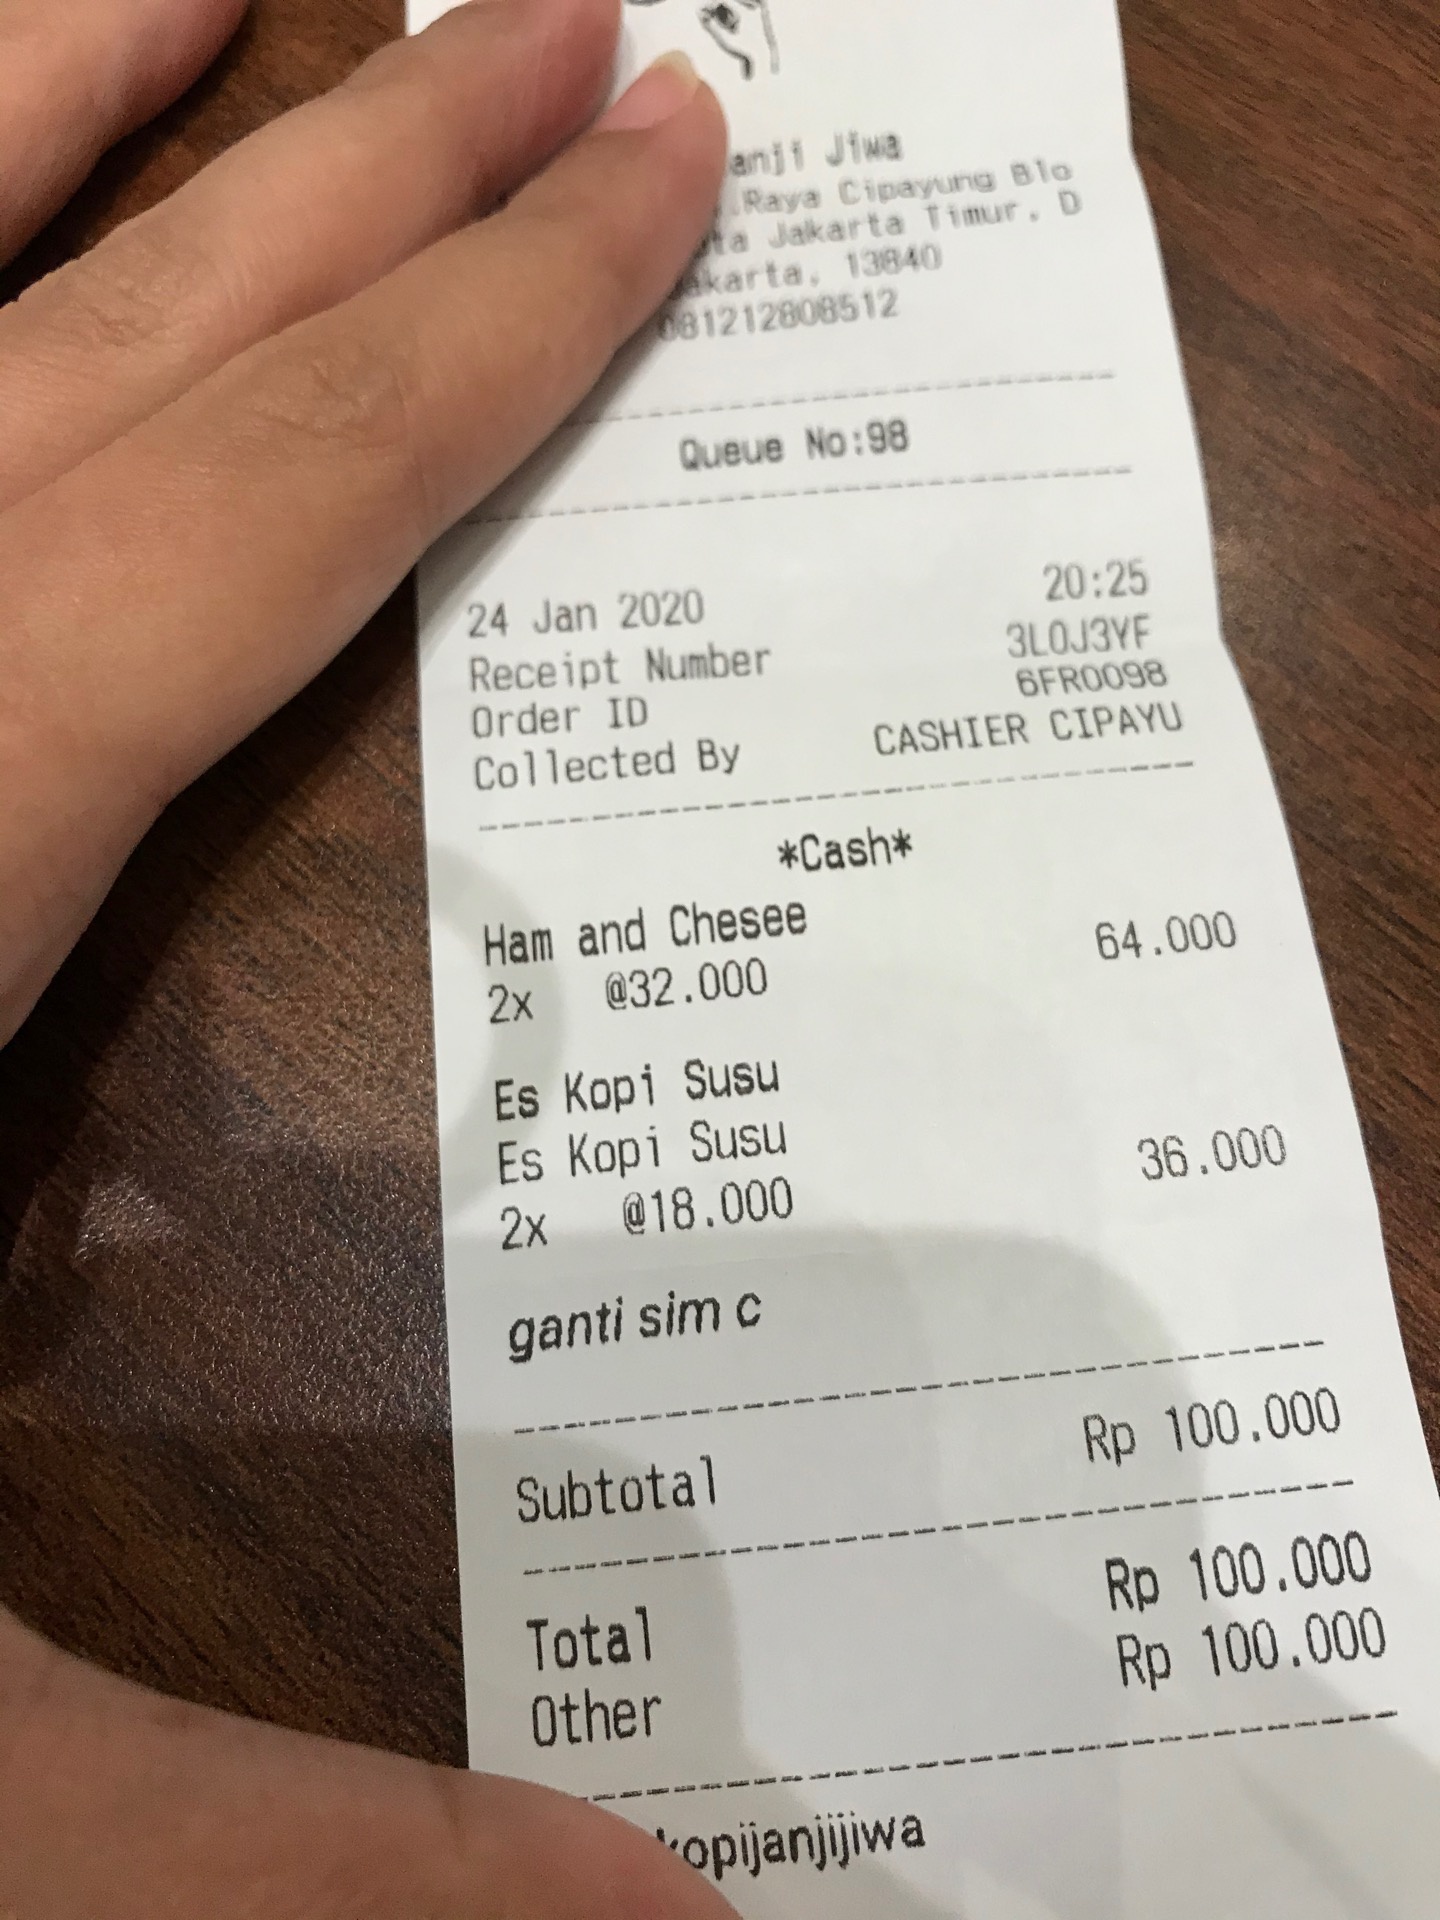 anji Jiwa
.Raya Cipayung Blo
ta Jakarta Timur, D
akarta, 13840
081212808512
Queue No:98
24 Jan 2020 20:25
Receipt Number 3L0J3YF
Order ID 6FR0098
Collected By CASHIER CIPAYU
*Cash*
Ham and Chesee
2x @32.000 64.000
Es Kopi Susu
Es Kopi Susu
2x @18.000 36.000
ganti sim c
Subtotal Rp 100.000
Total Rp 100.000
Other Rp 100.000
kopijanjijiwa